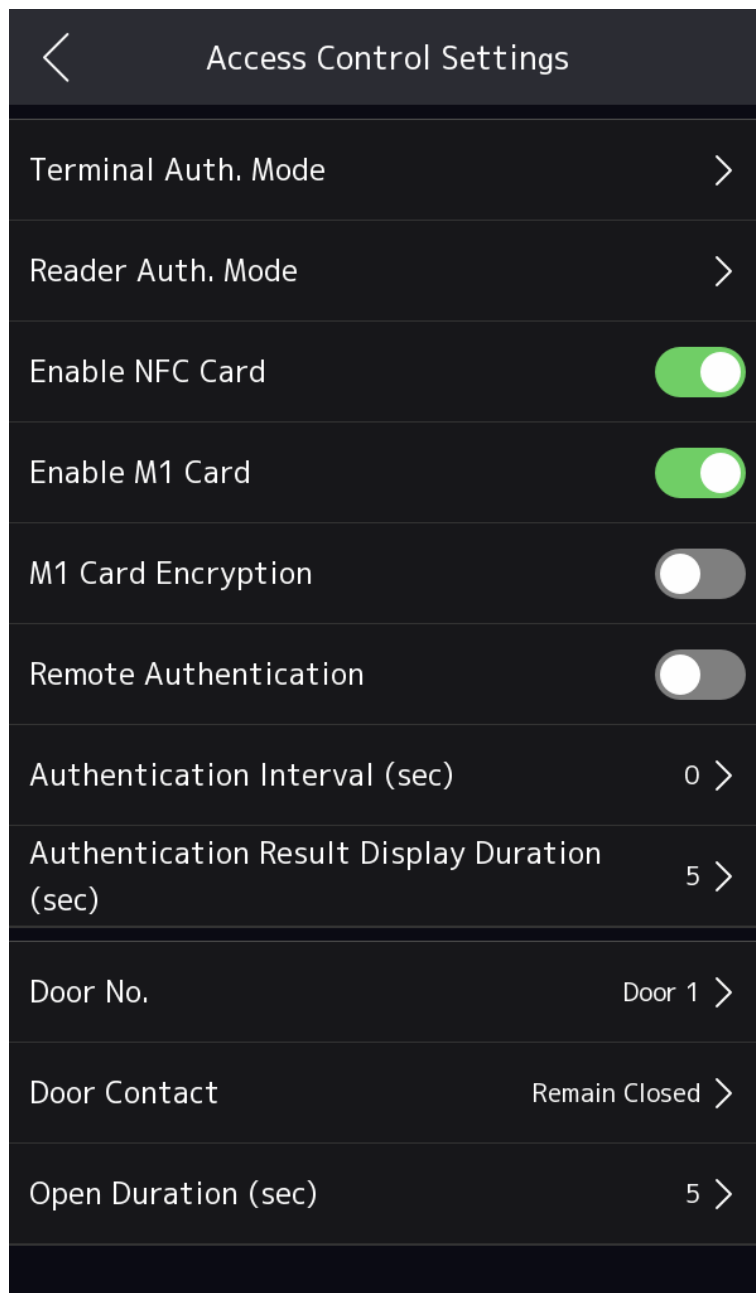 Access Control Settings
Terminal Auth. Mode
Reader Auth. Mode
Enable NFC Card
Enable M1 Card
M1 Card Encryption
Remote Authentication
Authentication Interval (sec) 0
Authentication Result Display Duration
(sec) 5
Door No. Door 1
Door Contact Remain Closed
Open Duration (sec) 5